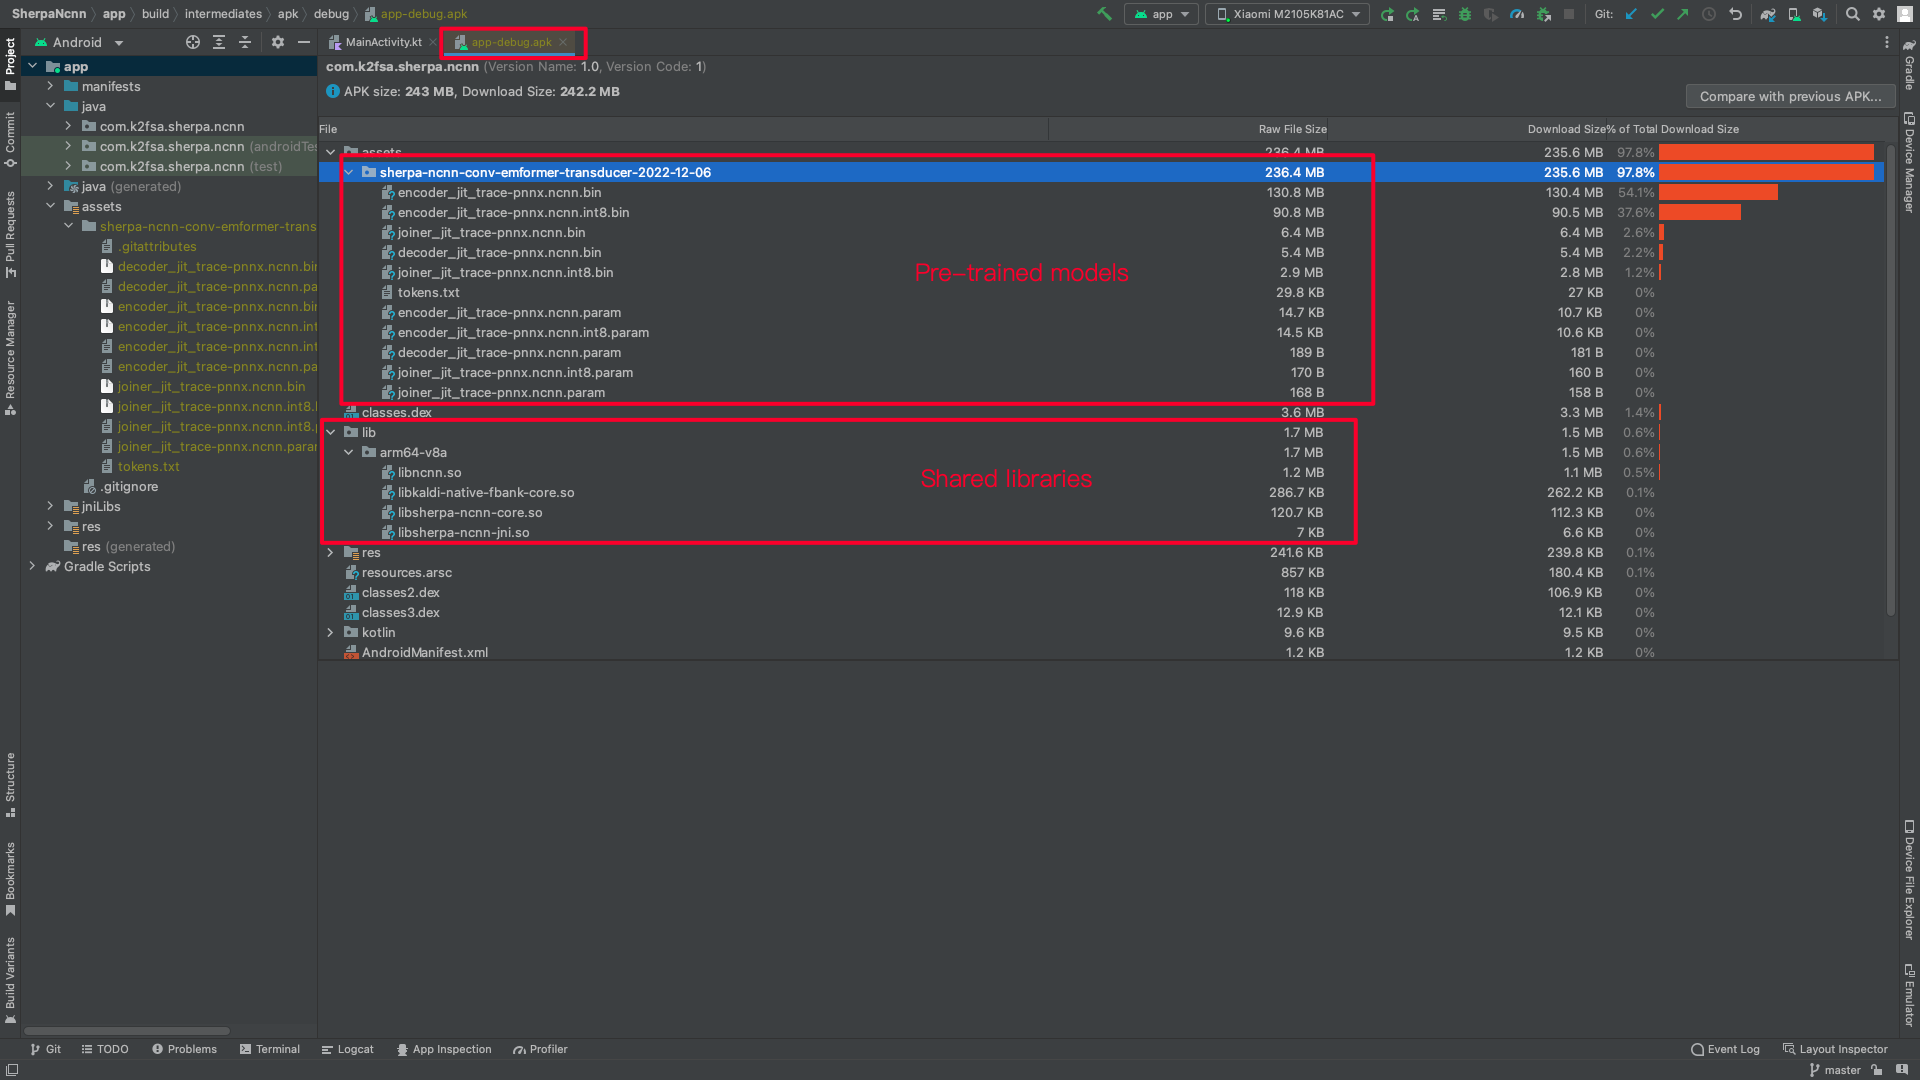 SherpaNcnn app build intermediates apk debug app-debug.apk
app Xiaomi M2105K81AC Git:
Android
MainActivity.kt app-debug.apk
com.k2fsa.sherpa.ncnn (Version Name: 1.0, Version Code: 1)
APK size: 243 MB, Download Size: 242.2 MB
Compare with previous APK...
Project
Commit
Pull Requests
Resource Manager
Structure
Bookmarks
Build Variants
app
manifests
java
com.k2fsa.sherpa.ncnn
com.k2fsa.sherpa.ncnn (androidTes
com.k2fsa.sherpa.ncnn (test)
java (generated)
assets
sherpa-ncnn-conv-emformer-trans
.gitattributes
decoder_jit_trace-pnnx.ncnn.bin
decoder_jit_trace-pnnx.ncnn.pa
encoder_jit_trace-pnnx.ncnn.bin
encoder_jit_trace-pnnx.ncnn.int
encoder_jit_trace-pnnx.ncnn.int
encoder_jit_trace-pnnx.ncnn.pa
joiner_jit_trace-pnnx.ncnn.bin
joiner_jit_trace-pnnx.ncnn.int8.b
joiner_jit_trace-pnnx.ncnn.int8.p
joiner_jit_trace-pnnx.ncnn.param
tokens.txt
.gitignore
jniLibs
res
res (generated)
Gradle Scripts
File Raw File Size Download Size % of Total Download Size
assets 236.4 MB 235.6 MB 97.8%
sherpa-ncnn-conv-emformer-transducer-2022-12-06 236.4 MB 235.6 MB 97.8%
encoder_jit_trace-pnnx.ncnn.bin 130.8 MB 130.4 MB 54.1%
encoder_jit_trace-pnnx.ncnn.int8.bin 90.8 MB 90.5 MB 37.6%
joiner_jit_trace-pnnx.ncnn.bin 6.4 MB 6.4 MB 2.6%
decoder_jit_trace-pnnx.ncnn.bin 5.4 MB 5.4 MB 2.2%
joiner_jit_trace-pnnx.ncnn.int8.bin 2.9 MB 2.8 MB 1.2%
Pre-trained models
tokens.txt 29.8 KB 27 KB 0%
encoder_jit_trace-pnnx.ncnn.param 14.7 KB 10.7 KB 0%
encoder_jit_trace-pnnx.ncnn.int8.param 14.5 KB 10.6 KB 0%
decoder_jit_trace-pnnx.ncnn.param 189 B 181 B 0%
joiner_jit_trace-pnnx.ncnn.int8.param 170 B 160 B 0%
joiner_jit_trace-pnnx.ncnn.param 168 B 158 B 0%
classes.dex 3.6 MB 3.3 MB 1.4%
lib 1.7 MB 1.5 MB 0.6%
arm64-v8a 1.7 MB 1.5 MB 0.6%
libncnn.so 1.2 MB 1.1 MB 0.5%
Shared libraries
libkaldi-native-fbank-core.so 286.7 KB 262.2 KB 0.1%
libsherpa-ncnn-core.so 120.7 KB 112.3 KB 0%
libsherpa-ncnn-jni.so 7 KB 6.6 KB 0%
res 241.6 KB 239.8 KB 0.1%
resources.arsc 857 KB 180.4 KB 0.1%
classes2.dex 118 KB 106.9 KB 0%
classes3.dex 12.9 KB 12.1 KB 0%
kotlin 9.6 KB 9.5 KB 0%
AndroidManifest.xml 1.2 KB 1.2 KB 0%
Gradle
Device Manager
Device File Explorer
Emulator
Git TODO Problems Terminal Logcat App Inspection Profiler Event Log Layout Inspector
master